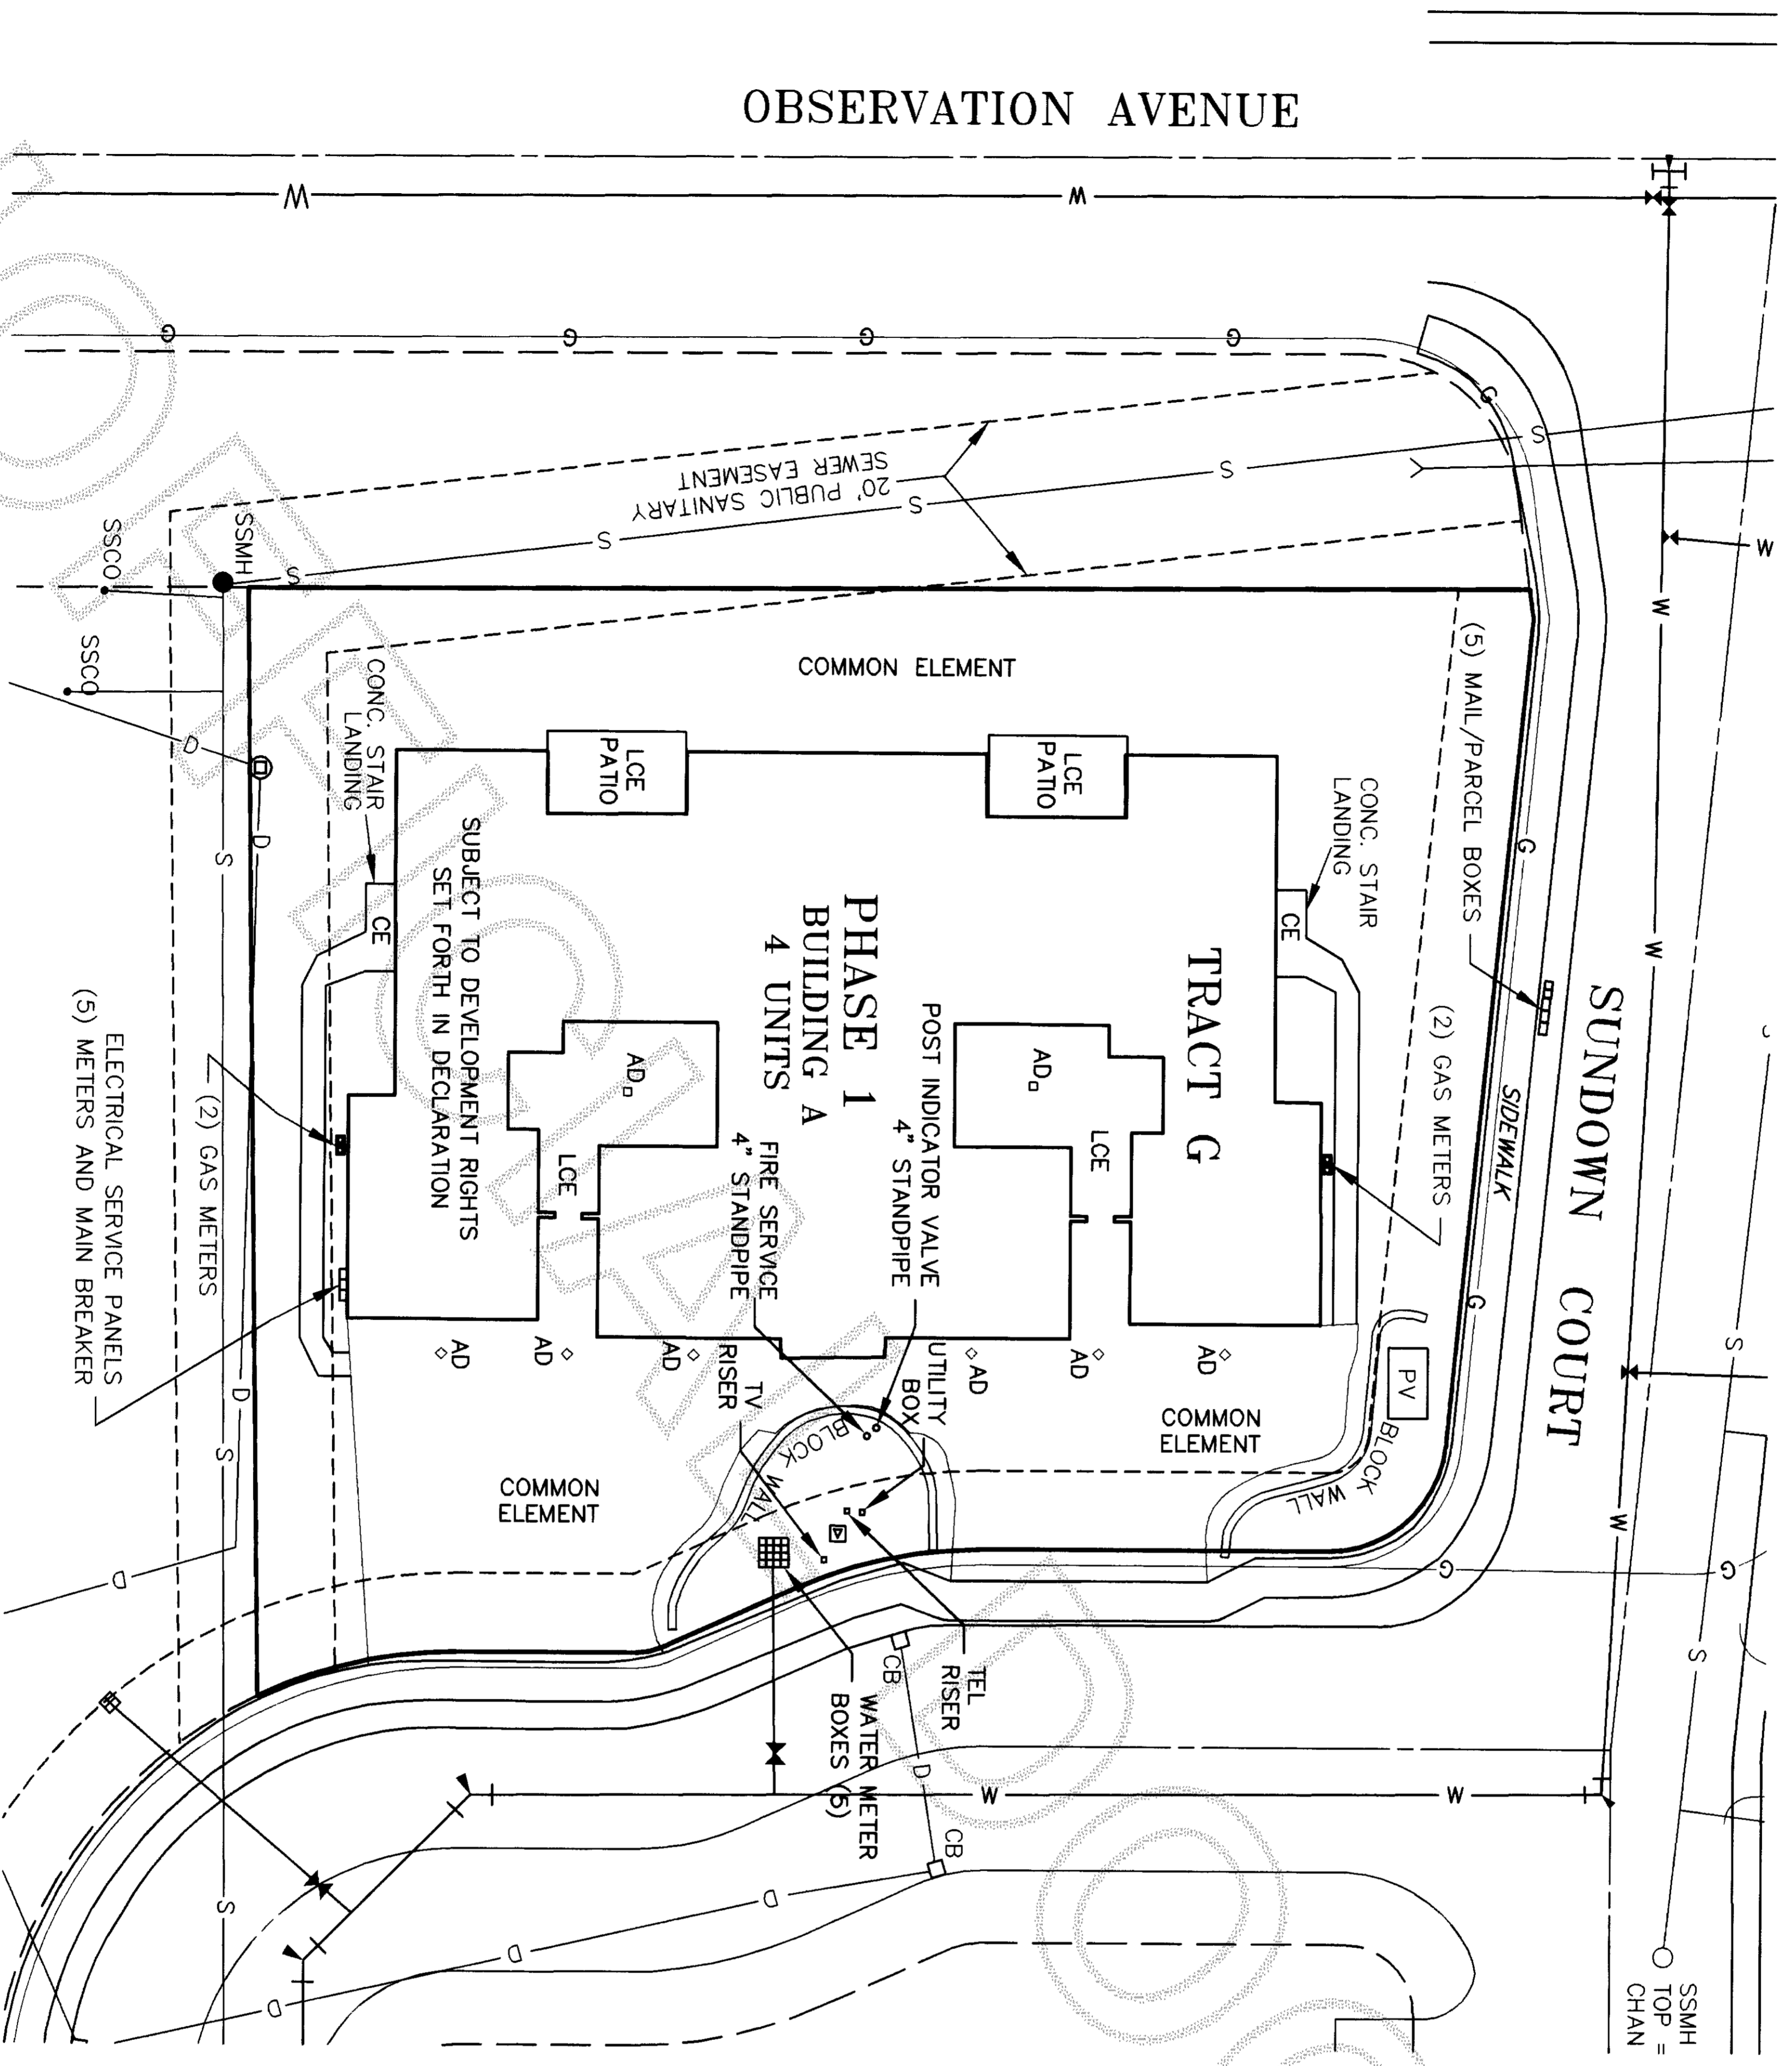 OBSERVATION AVENUE
W
W
G
G
G
G
G
S
20' PUBLIC SANITARY
SEWER EASEMENT
S
S
S
S
SSMH
SSCO
SSCO
W
W
W
W
COMMON ELEMENT
(5) MAIL/PARCEL BOXES
CONC. STAIR
LANDING
LCE
PATIO
LCE
PATIO
CONC. STAIR
LANDING
D
D
S
G
CE
CE
SUBJECT TO DEVELOPMENT RIGHTS
SET FORTH IN DECLARATION
PHASE 1
BUILDING A
4 UNITS
TRACT G
SUNDOWN COURT
SIDEWALK
(2) GAS METERS
(2) GAS METERS
ELECTRICAL SERVICE PANELS
(5) METERS AND MAIN BREAKER
POST INDICATOR VALVE
4" STANDPIPE
FIRE SERVICE
4" STANDPIPE
AD
AD
LCE
LCE
G
S
AD
AD
AD
AD
AD
AD
TV
RISER
UTILITY
BOX
PV
BLOCK
WALL
BLOCK
WALL
COMMON
ELEMENT
COMMON
ELEMENT
D
S
D
G
G
S
CB
TEL
RISER
WATER METER
BOXES (5)
D
W
W
CB
S
D
D
D
SSMH
TOP =
CHAN
UNOFFICIAL